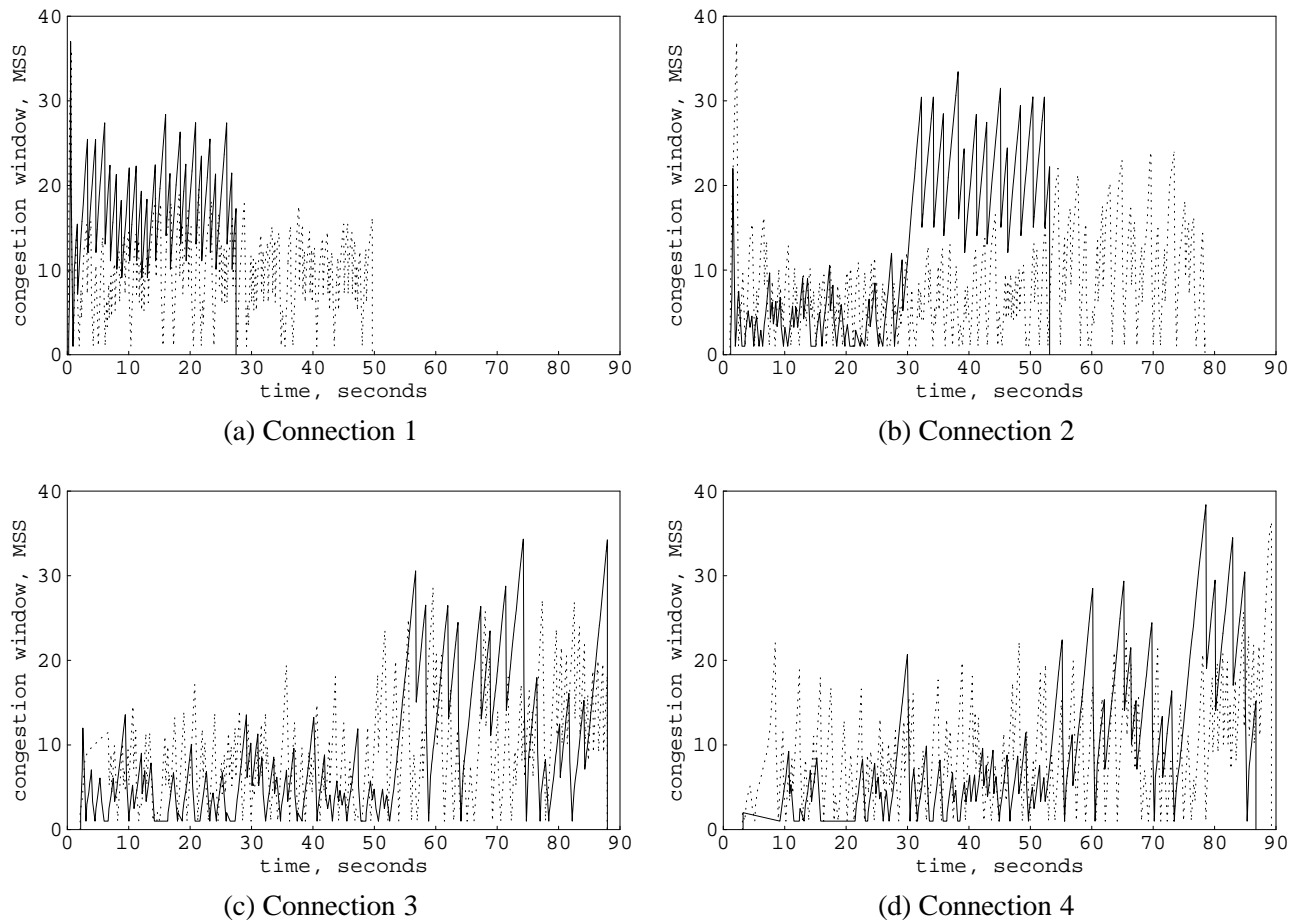 40
30
20
10
0
congestion window, MSS
0 10 20 30 40 50 60 70 80 90
time, seconds
(a) Connection 1
40
30
20
10
0
congestion window, MSS
0 10 20 30 40 50 60 70 80 90
time, seconds
(b) Connection 2
40
30
20
10
0
congestion window, MSS
0 10 20 30 40 50 60 70 80 90
time, seconds
(c) Connection 3
40
30
20
10
0
congestion window, MSS
0 10 20 30 40 50 60 70 80 90
time, seconds
(d) Connection 4